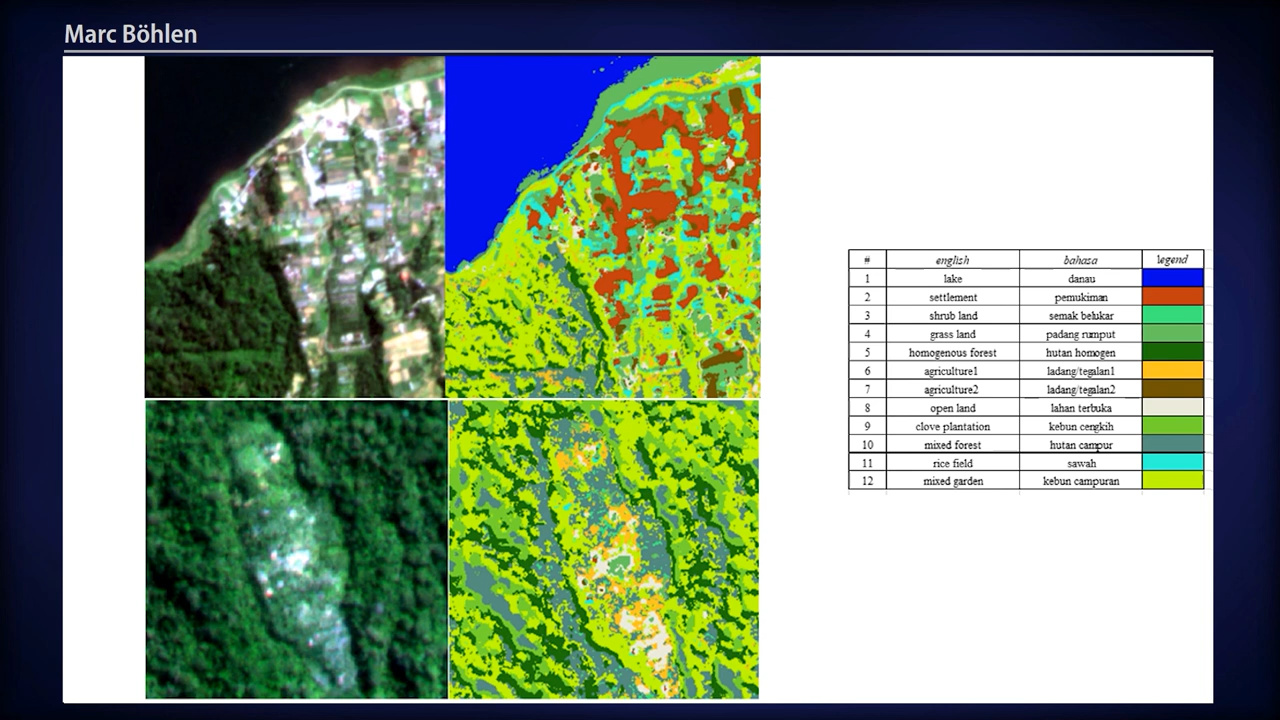 Marc Böhlen
# english bahasa legend
1 lake danau
2 settlement pemukiman
3 shrub land semak belukar
4 grass land padang rumput
5 homogenous forest hutan homogen
6 agriculture1 ladang/tegalan1
7 agriculture2 ladang/tegalan2
8 open land lahan terbuka
9 clove plantation kebun cengkih
10 mixed forest hutan campur
11 rice field sawah
12 mixed garden kebun campuran